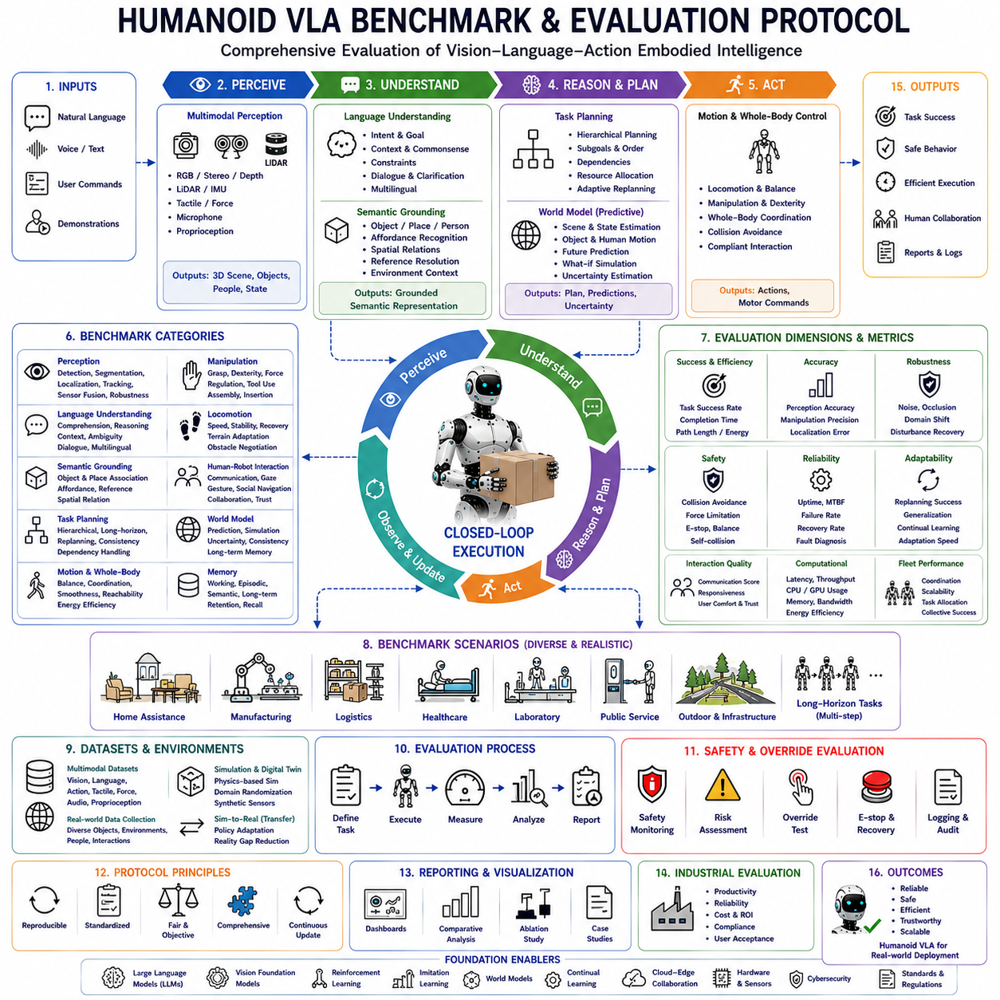 HUMANOID VLA BENCHMARK & EVALUATION PROTOCOL
Comprehensive Evaluation of Vision–Language–Action Embodied Intelligence
1. INPUTS
Natural Language
Voice / Text
User Commands
Demonstrations
2. PERCEIVE
Multimodal Perception
LIDAR
• RGB / Stereo / Depth
• LiDAR / IMU
• Tactile / Force
• Microphone
• Proprioception
Outputs: 3D Scene, Objects,
People, State
3. UNDERSTAND
Language Understanding
• Intent & Goal
• Context & Commonsense
• Constraints
• Dialogue & Clarification
• Multilingual
Semantic Grounding
• Object / Place / Person
• Affordance Recognition
• Spatial Relations
• Reference Resolution
• Environment Context
Outputs: Grounded
Semantic Representation
4. REASON & PLAN
Task Planning
• Hierarchical Planning
• Subgoals & Order
• Dependencies
• Resource Allocation
• Adaptive Replanning
World Model (Predictive)
• Scene & State Estimation
• Object & Human Motion
• Future Prediction
• What-if Simulation
• Uncertainty Estimation
Outputs: Plan, Predictions,
Uncertainty
5. ACT
Motion & Whole-Body Control
• Locomotion & Balance
• Manipulation & Dexterity
• Whole-Body Coordination
• Collision Avoidance
• Compliant Interaction
Outputs: Actions,
Motor Commands
15. OUTPUTS
Task Success
Safe Behavior
Efficient Execution
Human Collaboration
Reports & Logs
6. BENCHMARK CATEGORIES
Perception
Detection, Segmentation,
Localization, Tracking,
Sensor Fusion, Robustness
Manipulation
Grasp, Dexterity, Force
Regulation, Tool Use
Assembly, Insertion
Language Understanding
Comprehension, Reasoning
Context, Ambiguity
Dialogue, Multilingual
Locomotion
Speed, Stability, Recovery
Terrain Adaptation
Obstacle Negotiation
Semantic Grounding
Object & Place Association
Affordance, Reference
Spatial Relation
Human-Robot Interaction
Communication, Gaze
Gesture, Social Navigation
Collaboration, Trust
Task Planning
Hierarchical, Long-horizon,
Replanning, Consistency
Dependency Handling
World Model
Prediction, Simulation
Uncertainty, Consistency
Long-term Memory
Motion & Whole-Body
Balance, Coordination,
Smoothness, Reachability
Energy Efficiency
Memory
Working, Episodic,
Semantic, Long-term
Retention, Recall
Perceive
Understand
Reason & Plan
Act
Observe & Update
CLOSED-LOOP
EXECUTION
7. EVALUATION DIMENSIONS & METRICS
Success & Efficiency
Task Success Rate
Completion Time
Path Length / Energy
Accuracy
Perception Accuracy
Manipulation Precision
Localization Error
Robustness
Noise, Occlusion
Domain Shift
Disturbance Recovery
Safety
Collision Avoidance
Force Limitation
E-stop, Balance
Self-collision
Reliability
Uptime, MTBF
Failure Rate
Recovery Rate
Fault Diagnosis
Adaptability
Replanning Success
Generalization
Continual Learning
Adaptation Speed
Interaction Quality
Communication Score
Responsiveness
User Comfort & Trust
Computational
Latency, Throughput
CPU / GPU Usage
Memory, Bandwidth
Energy Efficiency
Fleet Performance
Coordination
Scalability
Task Allocation
Collective Success
8. BENCHMARK SCENARIOS (DIVERSE & REALISTIC)
Home Assistance
Manufacturing
Logistics
Healthcare
Laboratory
Public Service
Outdoor & Infrastructure
...
Long-Horizon Tasks
(Multi-step)
9. DATASETS & ENVIRONMENTS
Multimodal Datasets
Vision, Language,
Action, Tactile, Force,
Audio, Proprioception
Real-world Data Collection
Diverse Objects, Environments,
People, Interactions
Simulation & Digital Twin
Physics-based Sim
Domain Randomization
Synthetic Sensors
Sim-to-Real (Transfer)
Policy Adaptation
Reality Gap Reduction
10. EVALUATION PROCESS
Define
Task
Execute
Measure
Analyze
Report
11. SAFETY & OVERRIDE EVALUATION
Safety
Monitoring
Risk
Assessment
Override
Test
E-stop &
Recovery
Logging &
Audit
12. PROTOCOL PRINCIPLES
Reproducible
Standardized
Fair &
Objective
Comprehensive
Continuous
Update
13. REPORTING & VISUALIZATION
Dashboards
Comparative
Analysis
Ablation
Study
Case
Studies
14. INDUSTRIAL EVALUATION
• Productivity
• Reliability
• Cost & ROI
• Compliance
• User Acceptance
16. OUTCOMES
• Reliable
• Safe
• Efficient
• Trustworthy
• Scalable
Humanoid VLA for
Real-world Deployment
FOUNDATION ENABLERS
Large Language
Models (LLMs)
Vision Foundation
Models
Reinforcement
Learning
Imitation
Learning
World Models
Continual
Learning
Cloud-Edge
Collaboration
Hardware
& Sensors
Cybersecurity
Standards &
Regulations